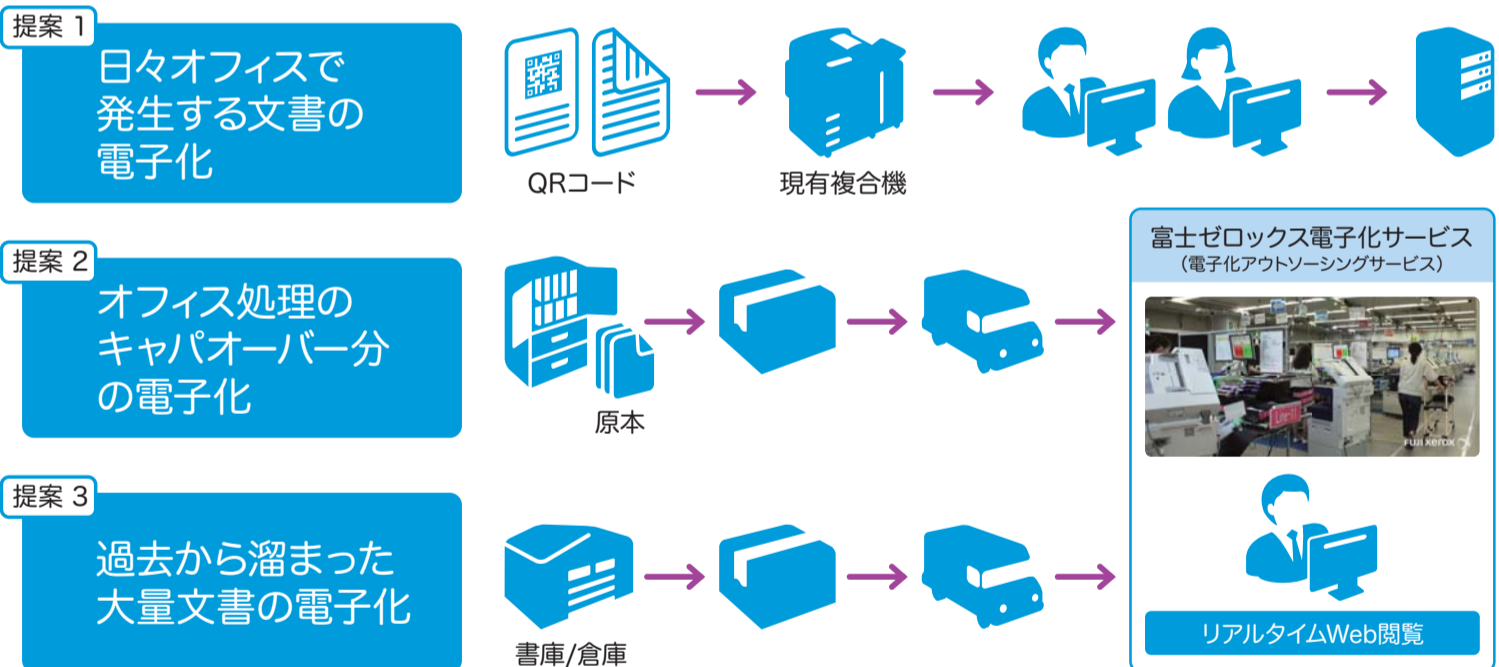 提案 1
日々オフィスで
発生する文書の
電子化
QRコード
現有複合機
提案 2
オフィス処理の
キャパオーバー分
の電子化
原本
富士ゼロックス電子化サービス
（電子化アウトソーシングサービス）
FUJI XEROX
提案 3
過去から溜まった
大量文書の電子化
書庫/倉庫
リアルタイムWeb閲覧